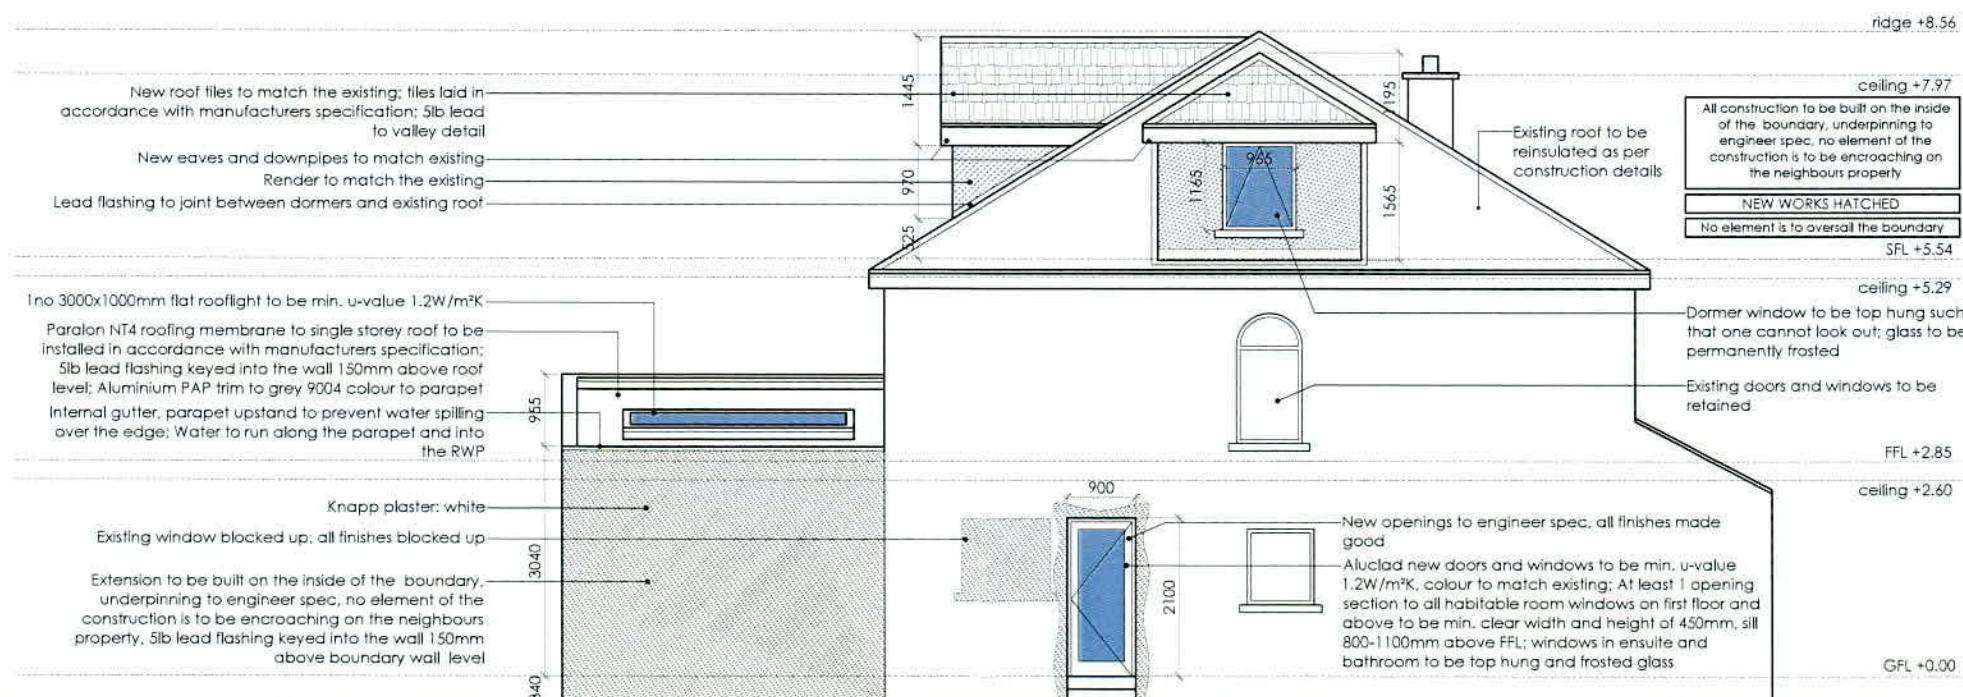 ridge +8.56
ceiling +7.97
All construction to be built on the inside
of the boundary, underpinning to
engineer spec, no element of the
construction is to be encroaching on
the neighbours property
NEW WORKS HATCHED
No element is to oversail the boundary
SFL +5.54
ceiling +5.29
New roof tiles to match the existing; tiles laid in
accordance with manufacturers specification; 5lb lead
to valley detail
New eaves and downpipes to match existing
Render to match the existing
Lead flashing to joint between dormers and existing roof
1445
970
525
1195
965
1165
1565
Existing roof to be
reinsulated as per
construction details
1no 3000x1000mm flat rooflight to be min. u-value 1.2W/m²K
Paralon NT4 roofing membrane to single storey roof to be
installed in accordance with manufacturers specification;
5lb lead flashing keyed into the wall 150mm above roof
level; Aluminium PAP trim to grey 9004 colour to parapet
Internal gutter, parapet upstand to prevent water spilling
over the edge; Water to run along the parapet and into
the RWP
955
Dormer window to be top hung such
that one cannot look out; glass to be
permanently frosted
Existing doors and windows to be
retained
FFL +2.85
ceiling +2.60
Knapp plaster: white
Existing window blocked up, all finishes blocked up
Extension to be built on the inside of the boundary,
underpinning to engineer spec, no element of the
construction is to be encroaching on the neighbours
property, 5lb lead flashing keyed into the wall 150mm
above boundary wall level
3040
900
2100
New openings to engineer spec, all finishes made
good
Aluclad new doors and windows to be min. u-value
1.2W/m²K, colour to match existing; At least 1 opening
section to all habitable room windows on first floor and
above to be min. clear width and height of 450mm, sill
800-1100mm above FFL; windows in ensuite and
bathroom to be top hung and frosted glass
GFL +0.00